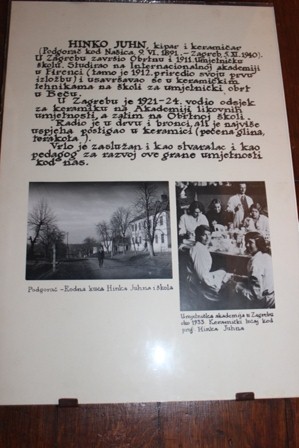 HINKO JUHN, kipar i keramičar
(Podgorač kod Našica, 9. VI. 1891. – Zagreb, 3. XI. 1940).
U Zagrebu završio Obrtnu i 1911. umjetničku
školu. Studirao na Internacionalnoj akademiji
u Firenci (tamo je 1912. priredio svoju prvu
izložbu) i usavršavao se u keramičkim
tehnikama na školi za umjetnički obrt
u Beču.
U Zagrebu je 1921-24. vodio odsjek
za keramiku na Akademiji likovnih
umjetnosti, a zatim na Obrtnoj školi.
Radio je u drvu i bronci, ali je najviše
uspjeha postigao u keramici (pečena glina,
terakota).
Vrlo je zaslužan i kao stvaralac i kao
pedagog za razvoj ove grane umjetnosti
kod nas.
Podgorač – Rodna kuća Hinka Juhna i škola
Umjetnička akademija u Zagrebu
oko 1933. Keramički tečaj kod
prof. Hinka Juhna